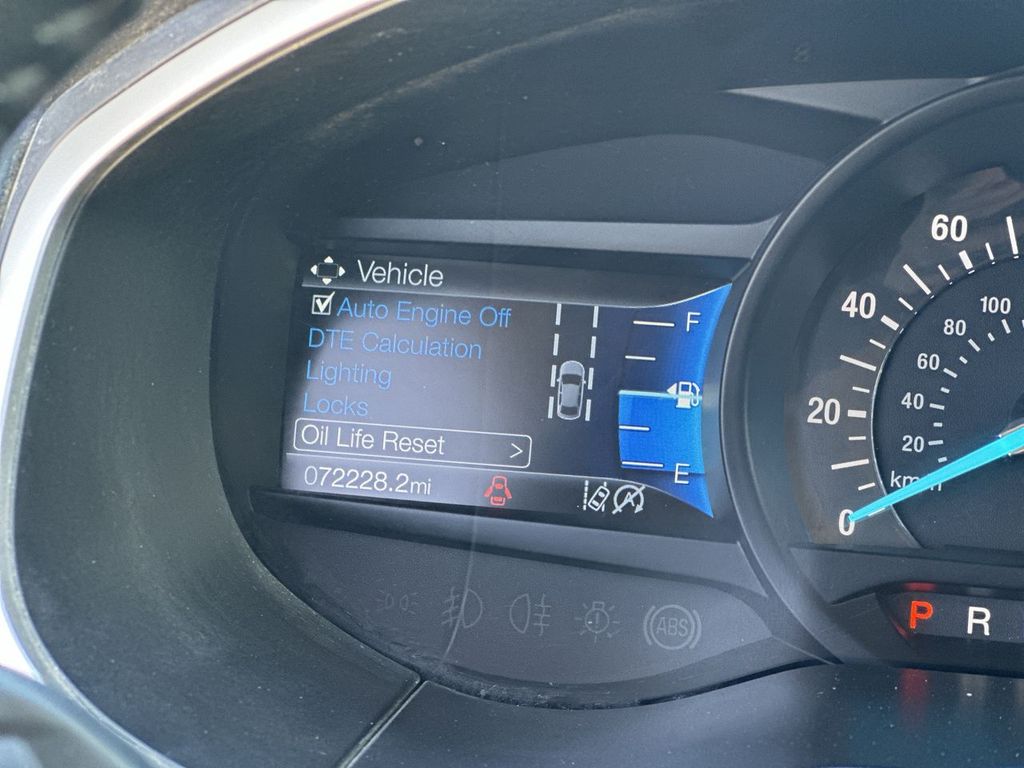 Vehicle
Auto Engine Off
DTE Calculation
Lighting
Locks
Oil Life Reset >
072228.2mi
F
E
60
40
20
0
100
80
60
40
20
P R
ABS